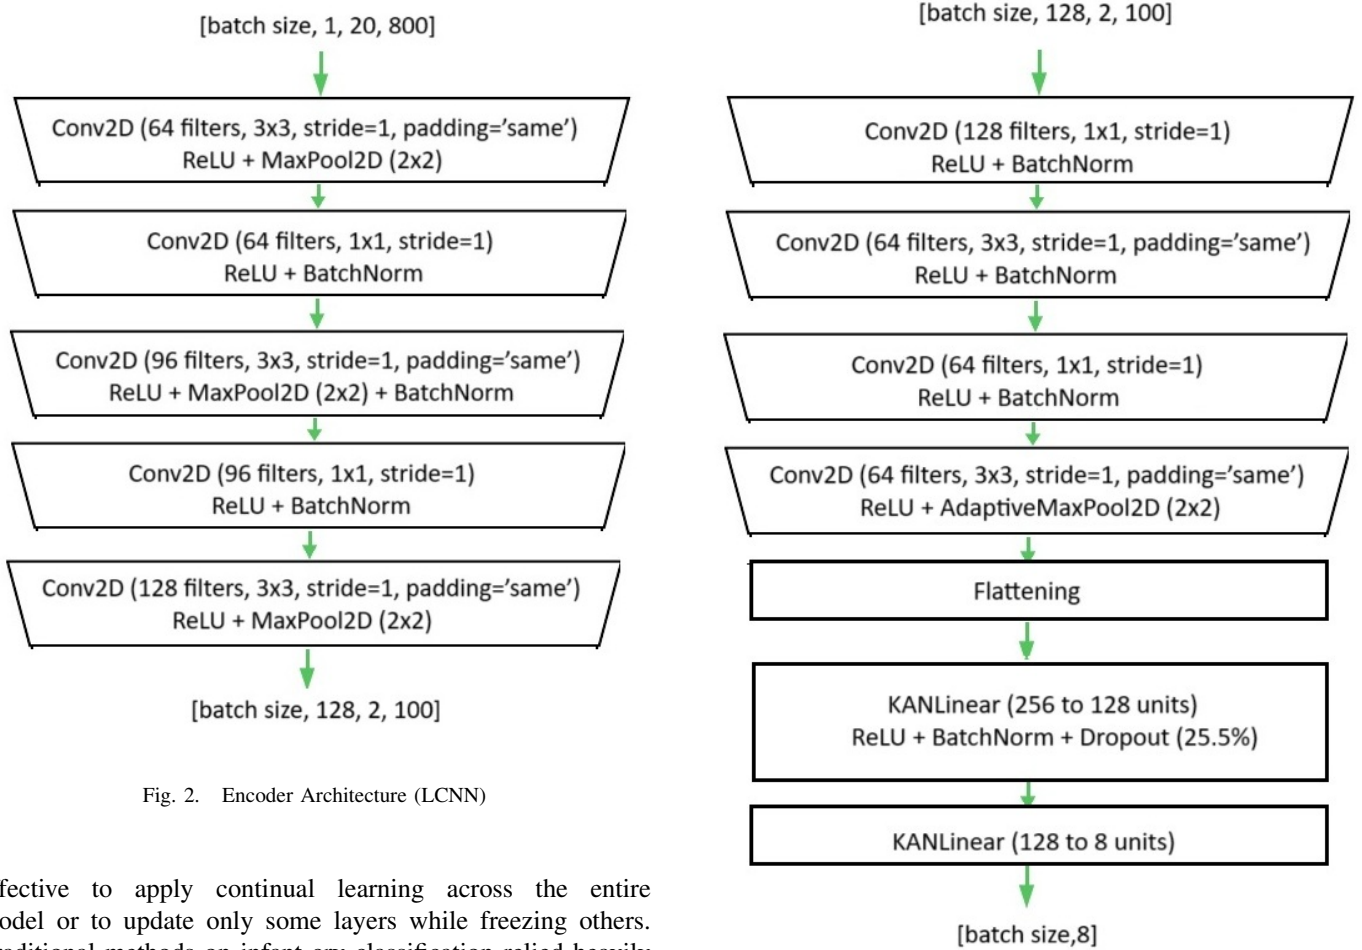 [batch size, 1, 20, 800]
Conv2D (64 filters, 3x3, stride=1, padding=’same’)
ReLU + MaxPool2D (2x2)
Conv2D (64 filters, 1x1, stride=1)
ReLU + BatchNorm
Conv2D (96 filters, 3x3, stride=1, padding=’same’)
ReLU + MaxPool2D (2x2) + BatchNorm
Conv2D (96 filters, 1x1, stride=1)
ReLU + BatchNorm
Conv2D (128 filters, 3x3, stride=1, padding=’same’)
ReLU + MaxPool2D (2x2)
[batch size, 128, 2, 100]
Fig. 2. Encoder Architecture (LCNN)
fective to apply continual learning across the entire
odel or to update only some layers while freezing others.
[batch size, 128, 2, 100]
Conv2D (128 filters, 1x1, stride=1)
ReLU + BatchNorm
Conv2D (64 filters, 3x3, stride=1, padding=’same’)
ReLU + BatchNorm
Conv2D (64 filters, 1x1, stride=1)
ReLU + BatchNorm
Conv2D (64 filters, 3x3, stride=1, padding=’same’)
ReLU + AdaptiveMaxPool2D (2x2)
Flattening
KANLinear (256 to 128 units)
ReLU + BatchNorm + Dropout (25.5%)
KANLinear (128 to 8 units)
[batch size,8]